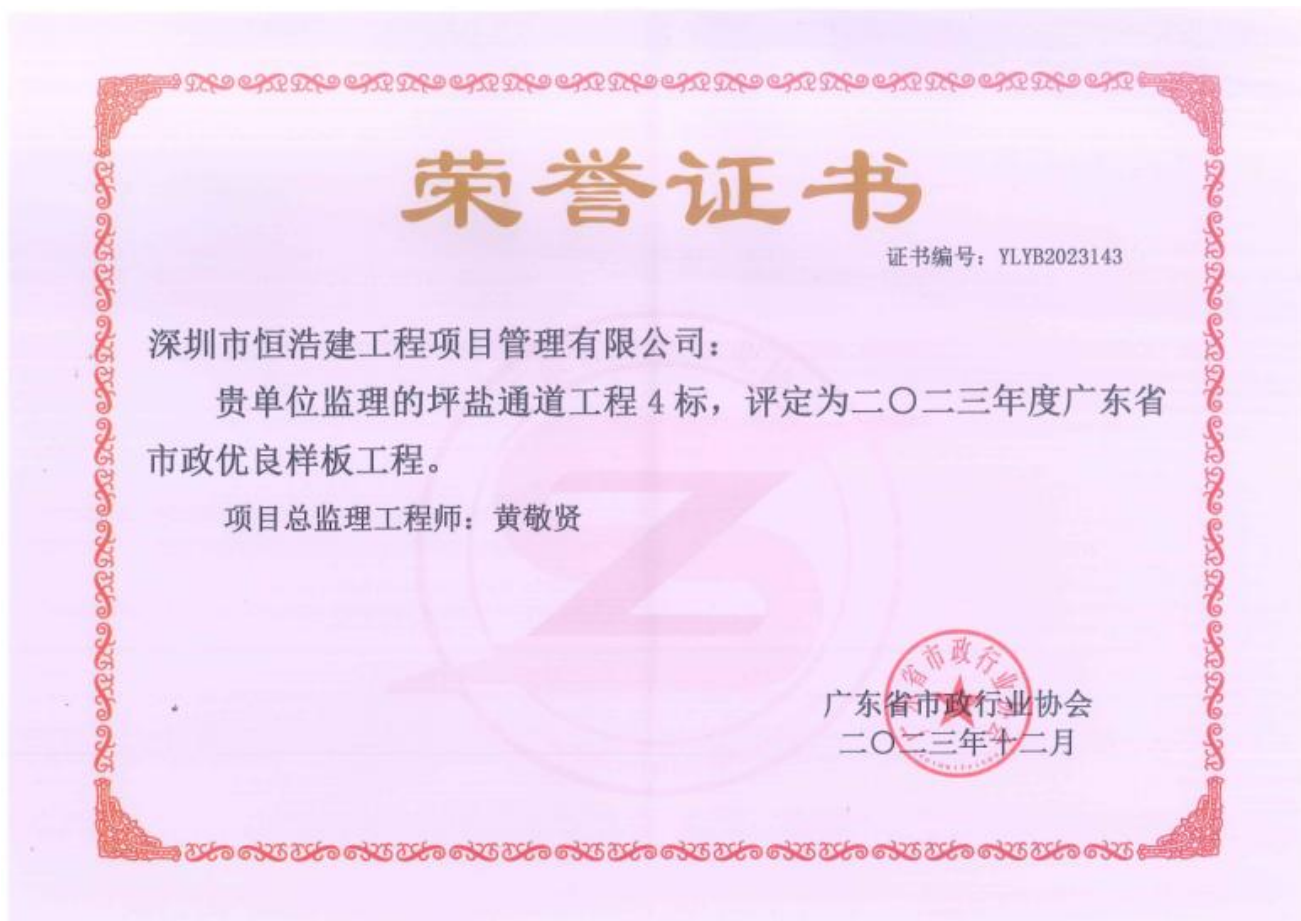 荣誉证书
证书编号：YLYB2023143
深圳市恒浩建工程项目管理有限公司：
贵单位监理的坪盐通道工程4标，评定为二〇二三年度广东省
市政优良样板工程。
项目总监理工程师：黄敬贤
广东省市政行业协会
二〇二三年十二月